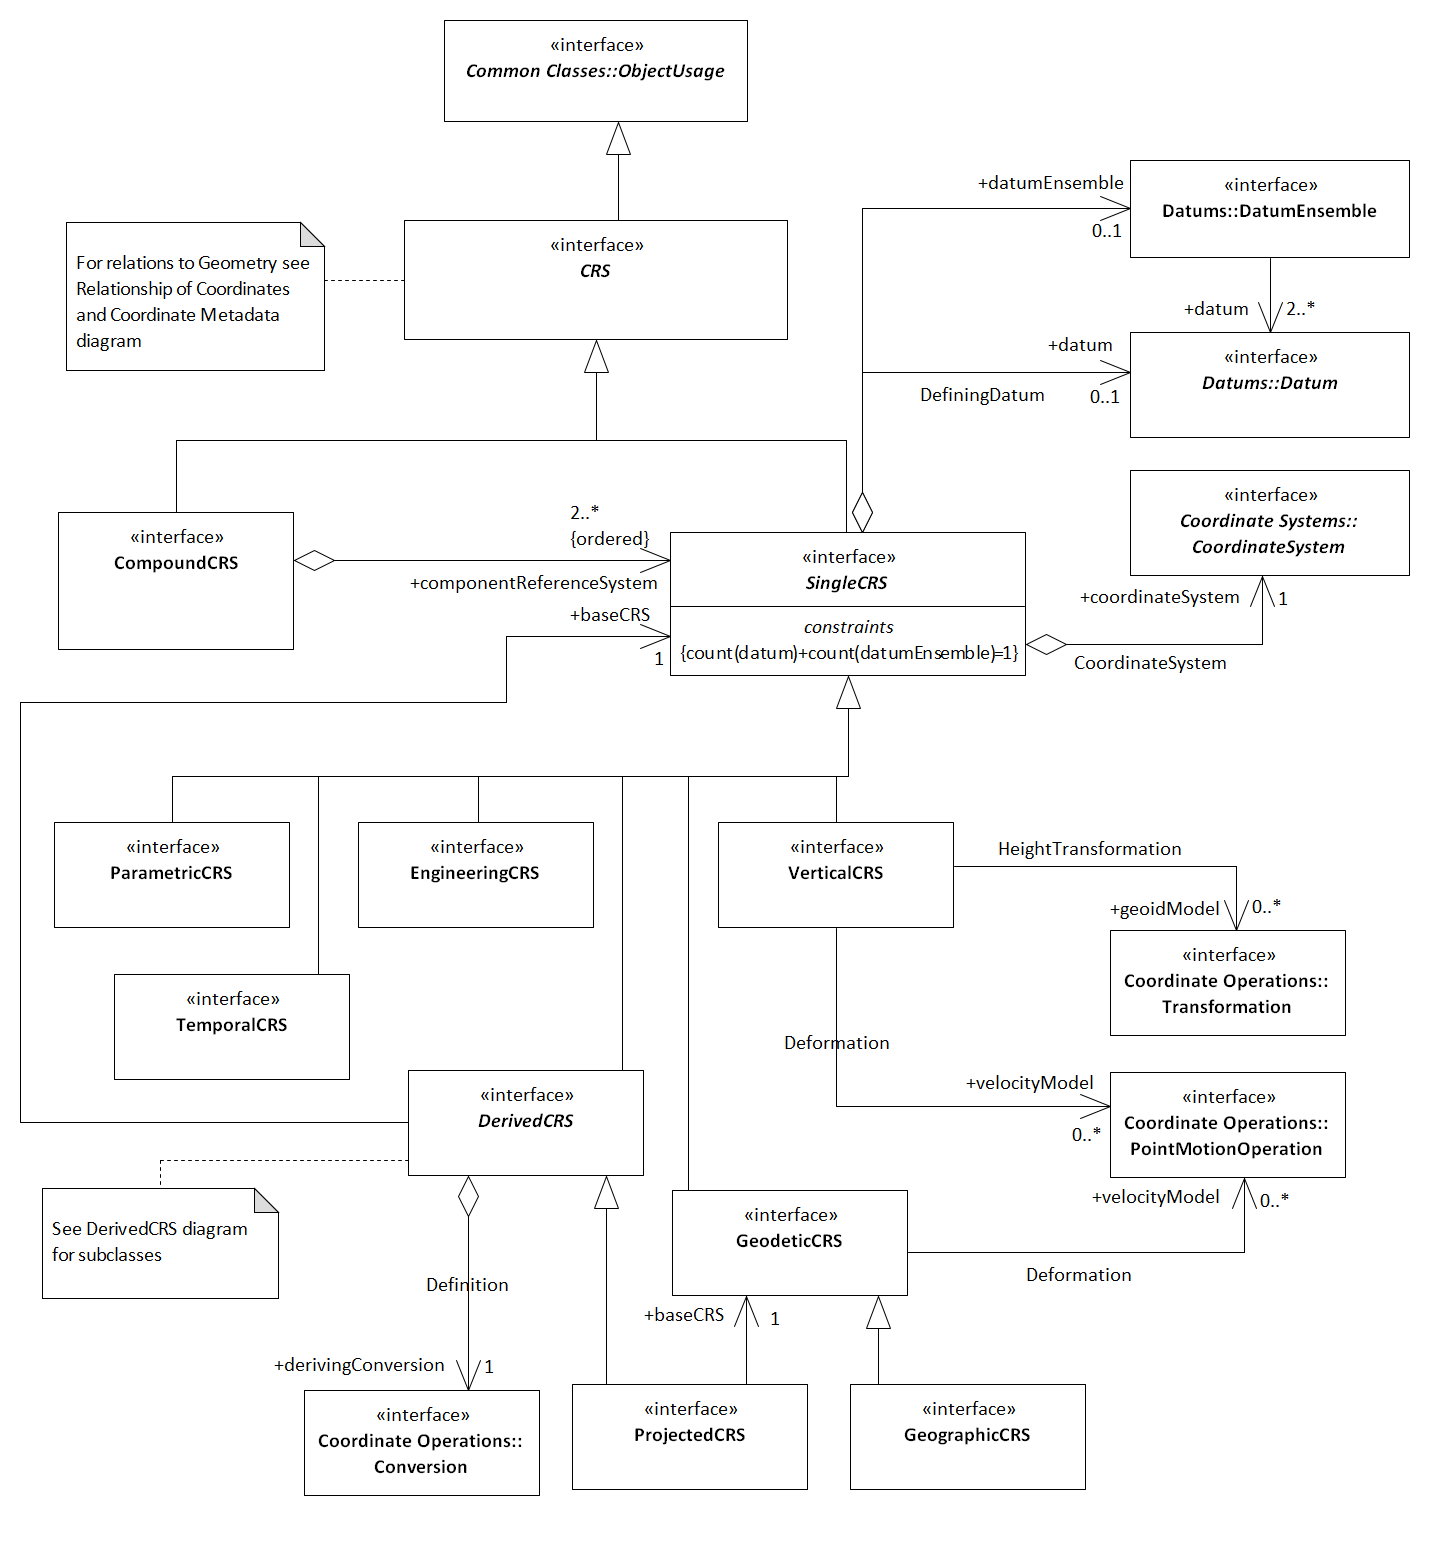 «interface»
Common Classes::ObjectUsage
+datumEnsemble
0..1
«interface»
Datums::DatumEnsemble
For relations to Geometry see
Relationship of Coordinates
and Coordinate Metadata
diagram
«interface»
CRS
+datum
2..*
+datum
DefiningDatum
0..1
«interface»
Datums::Datum
«interface»
Coordinate Systems::
CoordinateSystem
«interface»
CompoundCRS
2..*
{ordered}
+componentReferenceSystem
+baseCRS
1
«interface»
SingleCRS
constraints
{count(datum)+count(datumEnsemble)=1}
+coordinateSystem
1
CoordinateSystem
«interface»
ParametricCRS
«interface»
EngineeringCRS
«interface»
VerticalCRS
HeightTransformation
+geoidModel
0..*
«interface»
Coordinate Operations::
Transformation
«interface»
TemporalCRS
Deformation
+velocityModel
0..*
«interface»
DerivedCRS
«interface»
Coordinate Operations::
PointMotionOperation
+velocityModel
0..*
See DerivedCRS diagram
for subclasses
«interface»
GeodeticCRS
Deformation
Definition
+baseCRS
1
+derivingConversion
1
«interface»
Coordinate Operations::
Conversion
«interface»
ProjectedCRS
«interface»
GeographicCRS